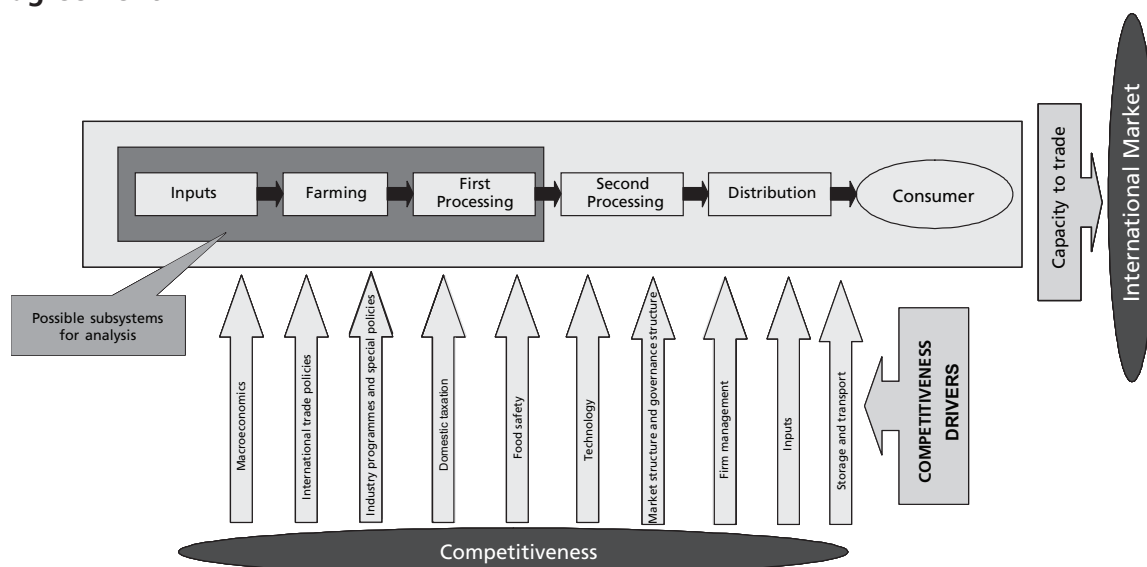 International Market
Capacity to trade
Inputs
Farming
First
Processing
Second
Processing
Distribution
Consumer
Possible subsystems
for analysis
Macroeconomics
International trade policies
Industry programmes and special policies
Domestic taxation
Food safety
Technology
Market structure and governance structure
Firm management
Inputs
Storage and transport
COMPETITIVENESS
DRIVERS
Competitiveness